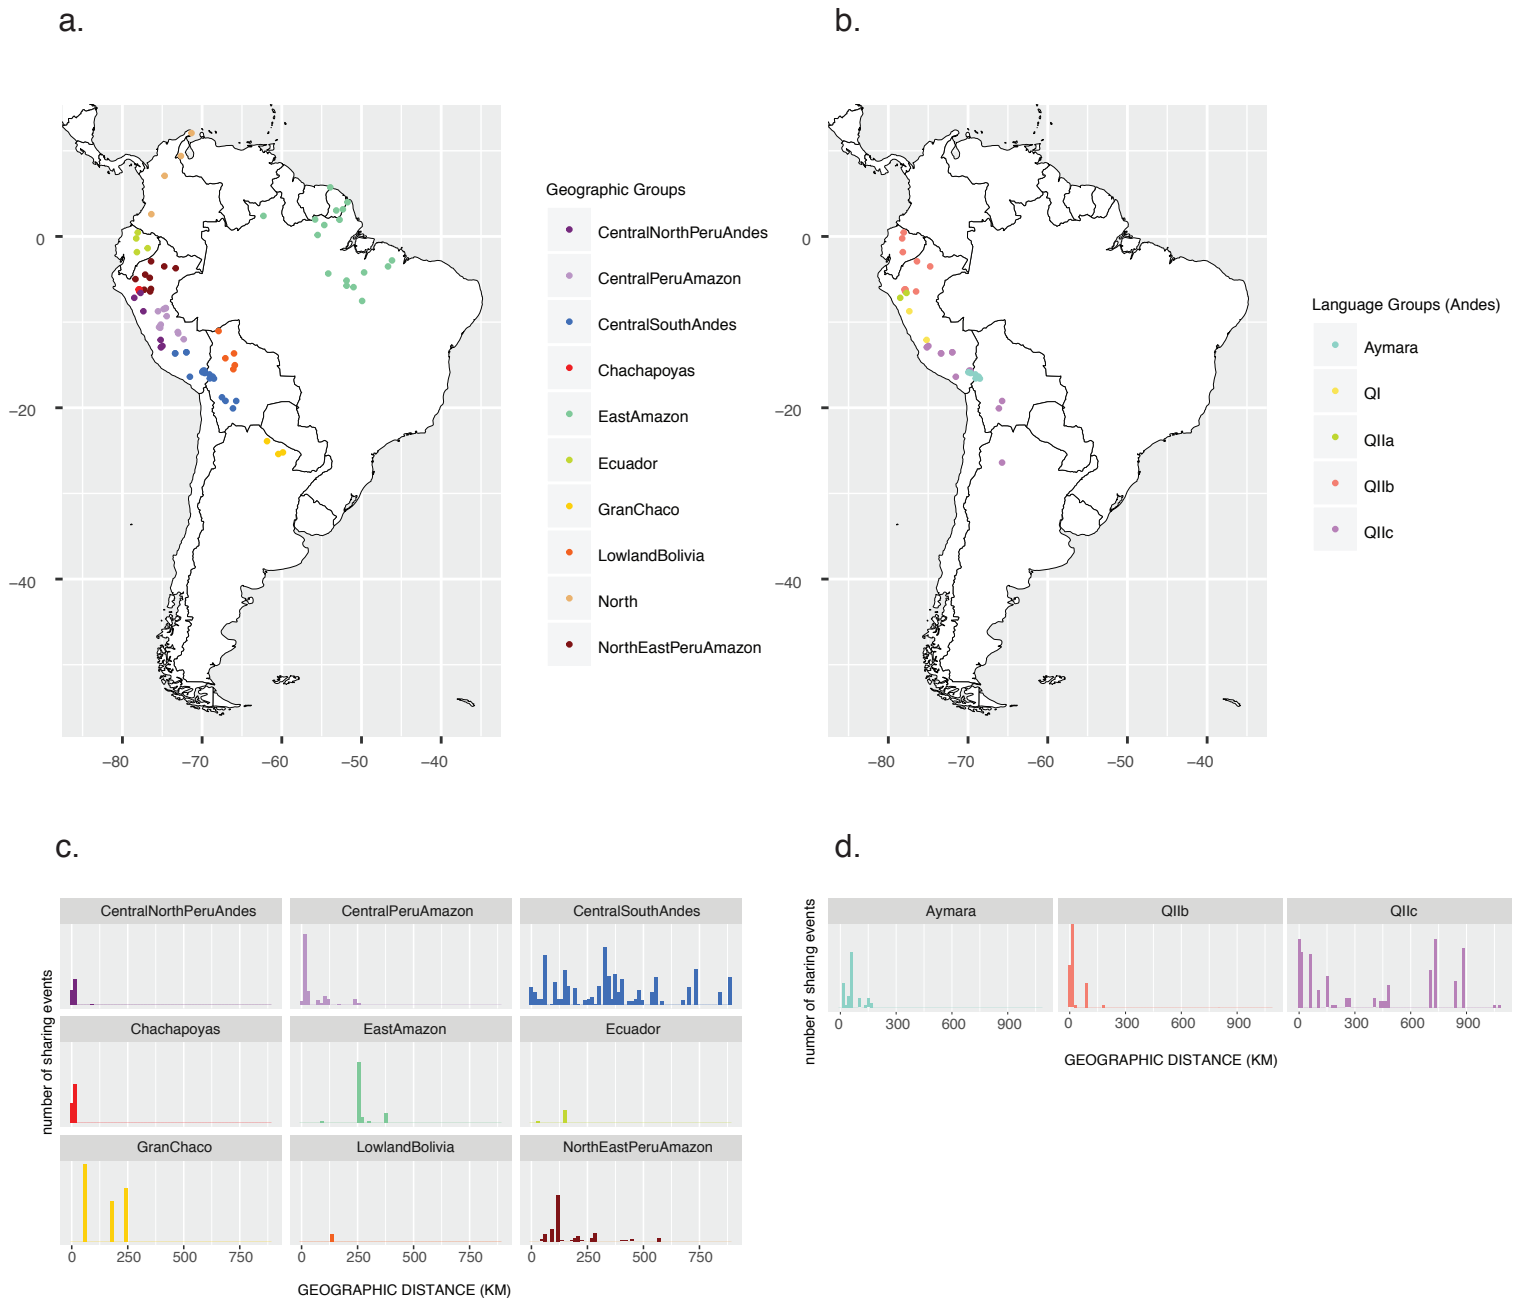 a.
b.
0
−20
−40
−80
−70
−60
−50
−40
Geographic Groups
CentralNorthPeruAndes
CentralPeruAmazon
CentralSouthAndes
Chachapoyas
EastAmazon
Ecuador
GranChaco
LowlandBolivia
North
NorthEastPeruAmazon
0
−20
−40
−80
−70
−60
−50
−40
Language Groups (Andes)
Aymara
QI
QIIa
QIIb
QIIc
c.
number of sharing events
CentralNorthPeruAndes
CentralPeruAmazon
CentralSouthAndes
Chachapoyas
EastAmazon
Ecuador
GranChaco
LowlandBolivia
NorthEastPeruAmazon
0 250 500 750
0 250 500 750
0 250 500 750
GEOGRAPHIC DISTANCE (KM)
d.
number of sharing events
Aymara
QIIb
QIIc
0 300 600 900
0 300 600 900
0 300 600 900
GEOGRAPHIC DISTANCE (KM)